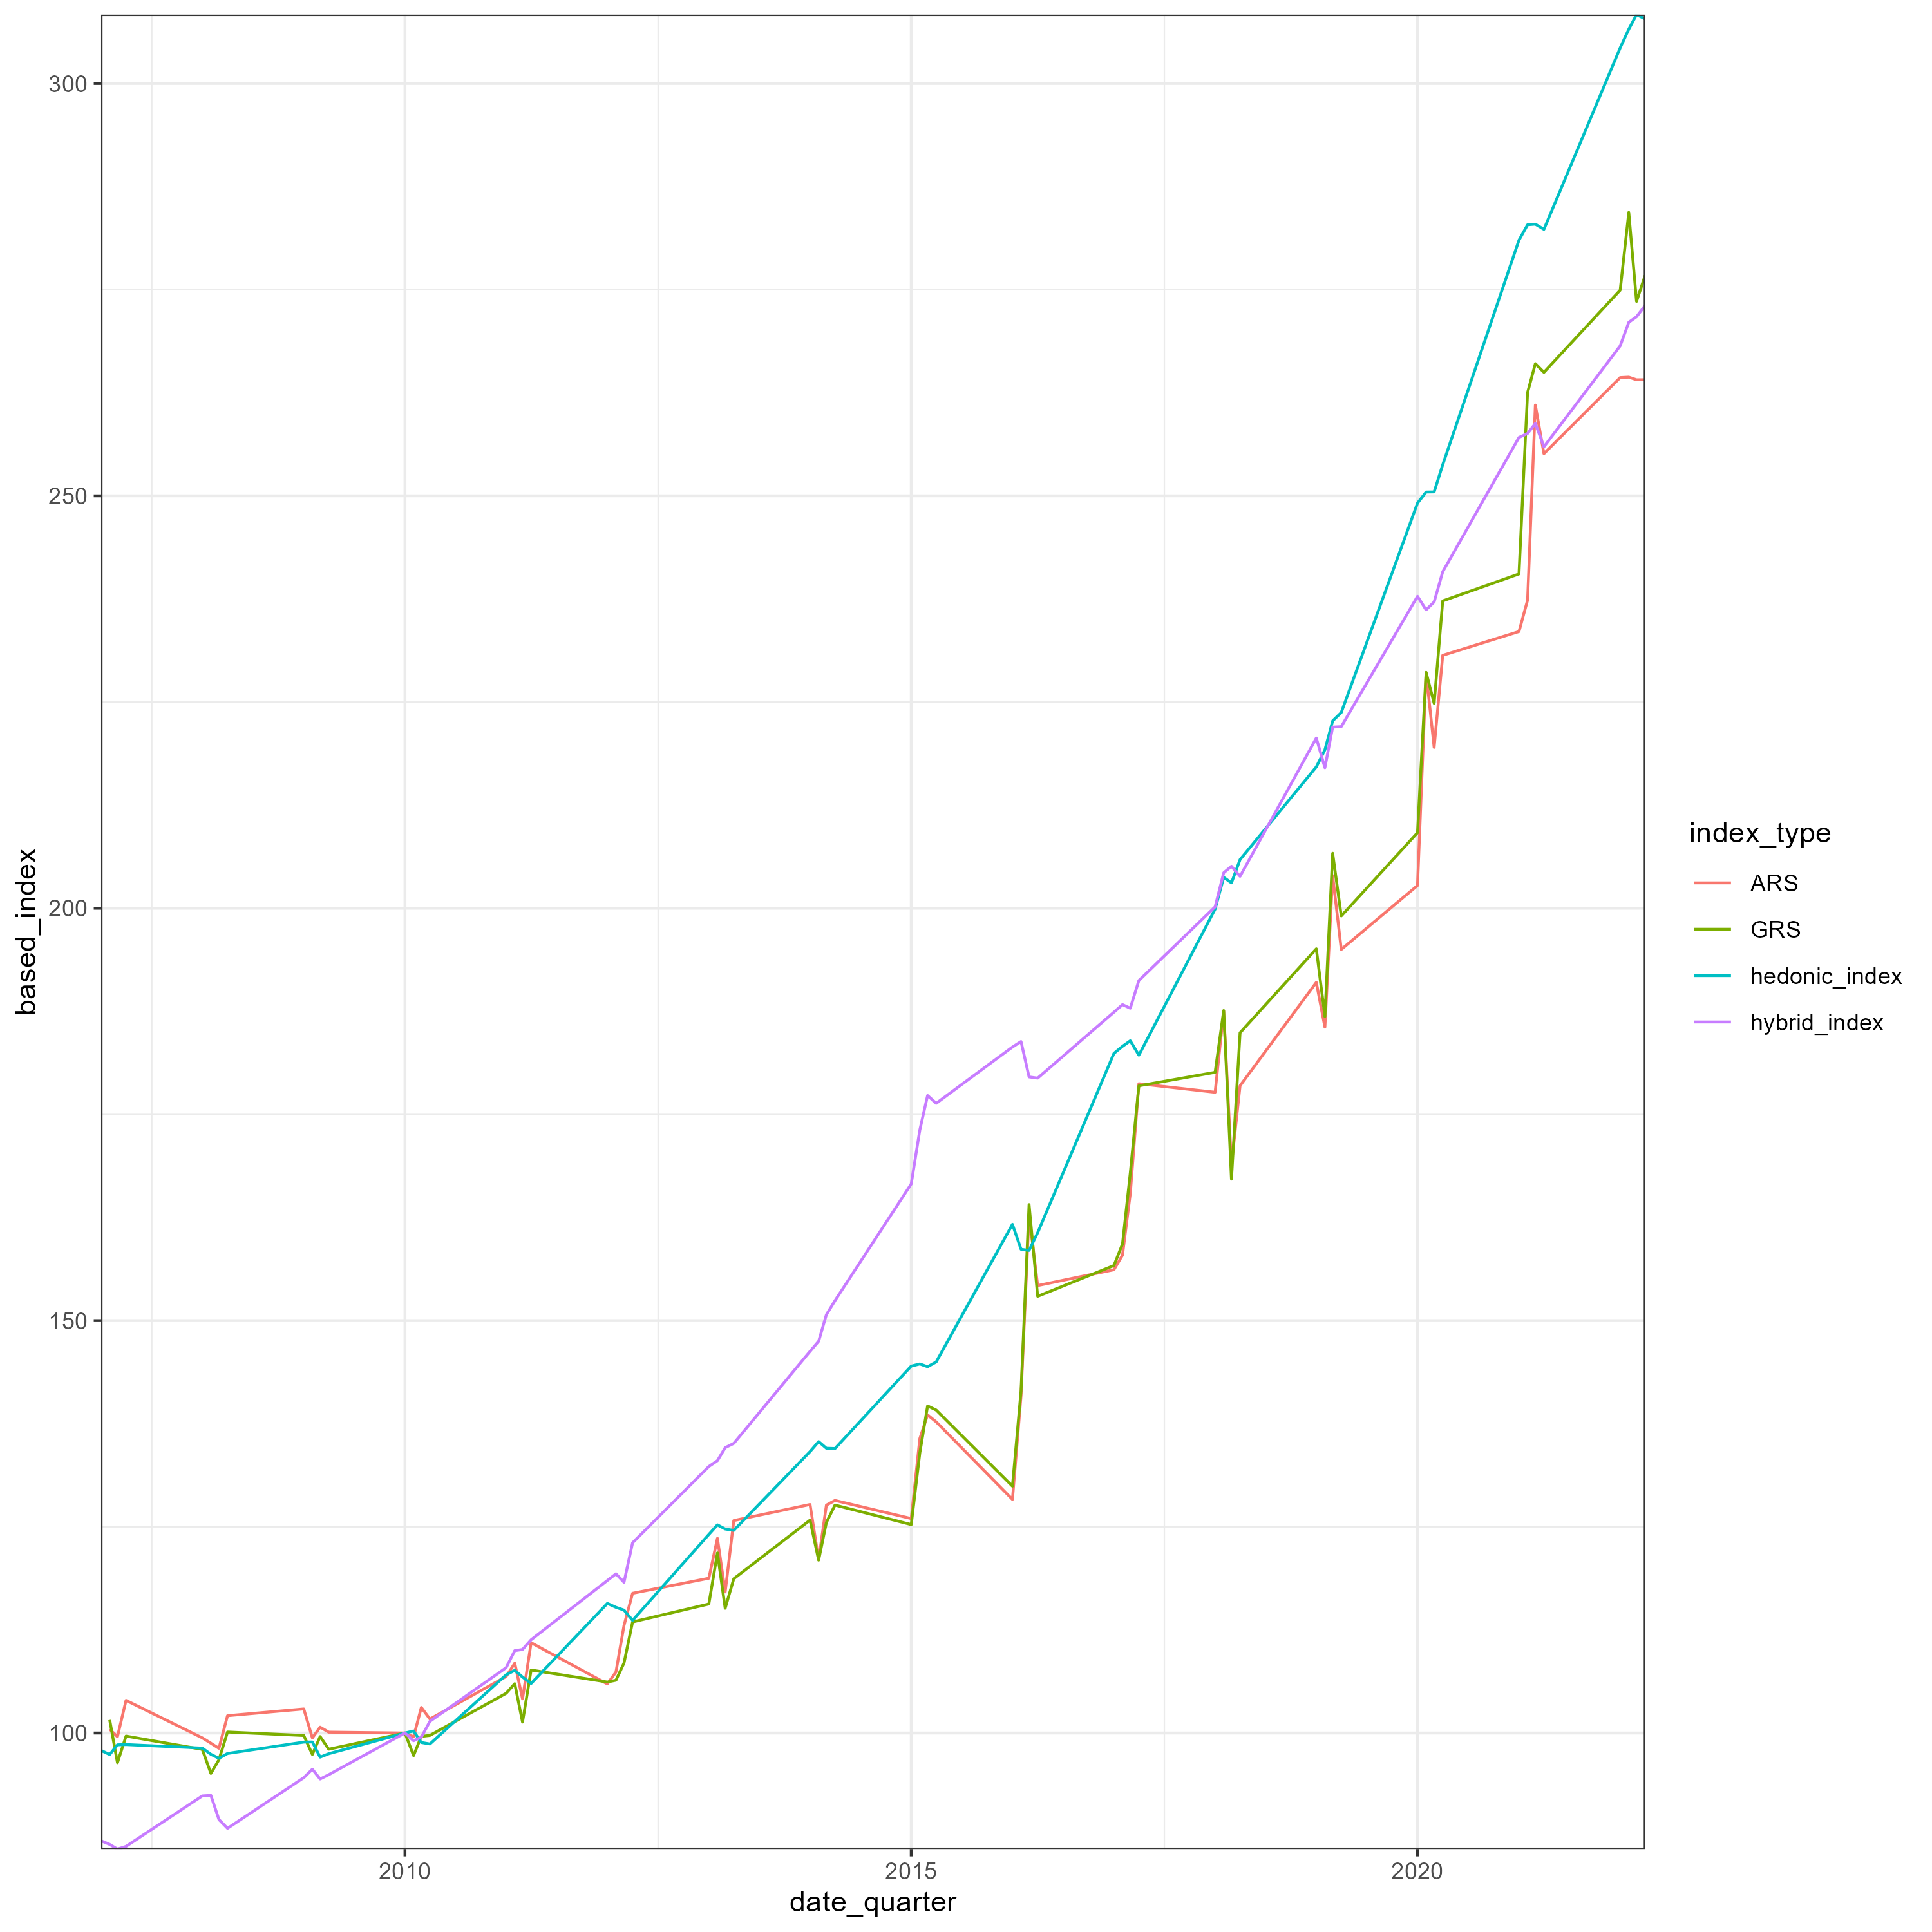 300
250
200
150
100
2010
2015
2020
date_quarter
based_index
index_type
ARS
GRS
hedonic_index
hybrid_index